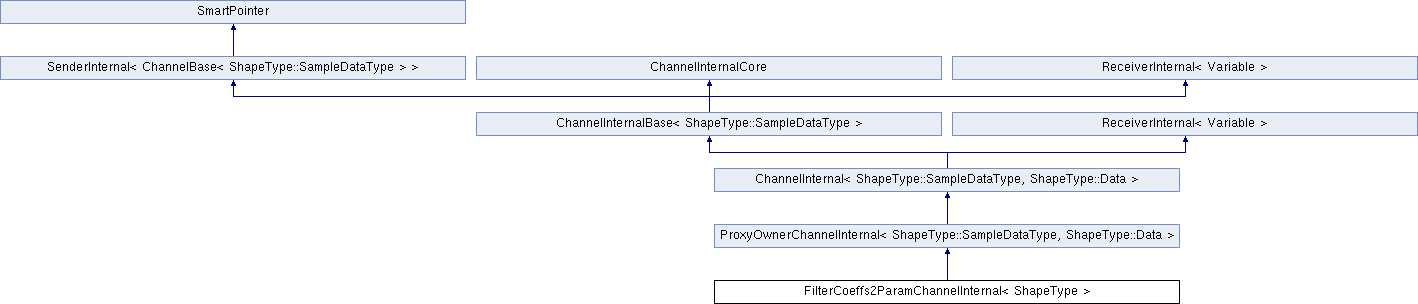 SmartPointer
SenderInternal< ChannelBase< ShapeType::SampleDataType > >
ChannelInternalCore
ReceiverInternal< Variable >
ChannelInternalBase< ShapeType::SampleDataType >
ReceiverInternal< Variable >
ChannelInternal< ShapeType::SampleDataType, ShapeType::Data >
ProxyOwnerChannelInternal< ShapeType::SampleDataType, ShapeType::Data >
FilterCoeffs2ParamChannelInternal< ShapeType >